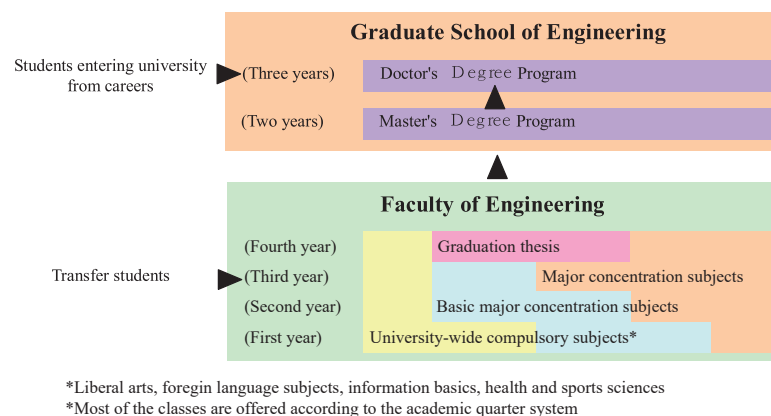 Graduate School of Engineering
Students entering university
from careers
(Three years) Doctor's Degree Program
(Two years) Master's Degree Program
Faculty of Engineering
(Fourth year) Graduation thesis
Transfer students
(Third year) Major concentration subjects
(Second year) Basic major concentration subjects
(First year) University-wide compulsory subjects*
*Liberal arts, foregin language subjects, information basics, health and sports sciences
*Most of the classes are offered according to the academic quarter system